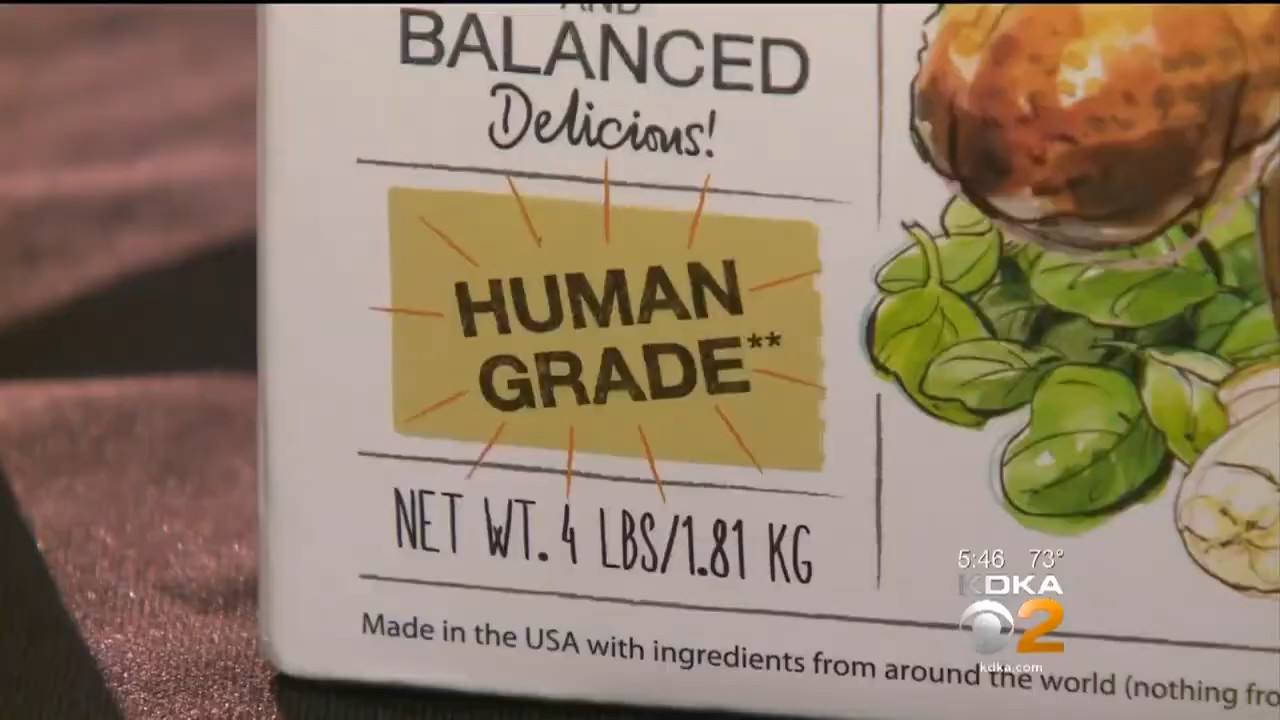 AND
BALANCED
Delicious!
HUMAN
GRADE**
NET WT. 4 LBS/1.81 KG
Made in the USA with ingredients from around the world (nothing fro
5:46 73°
KDKA
2
kdka.com